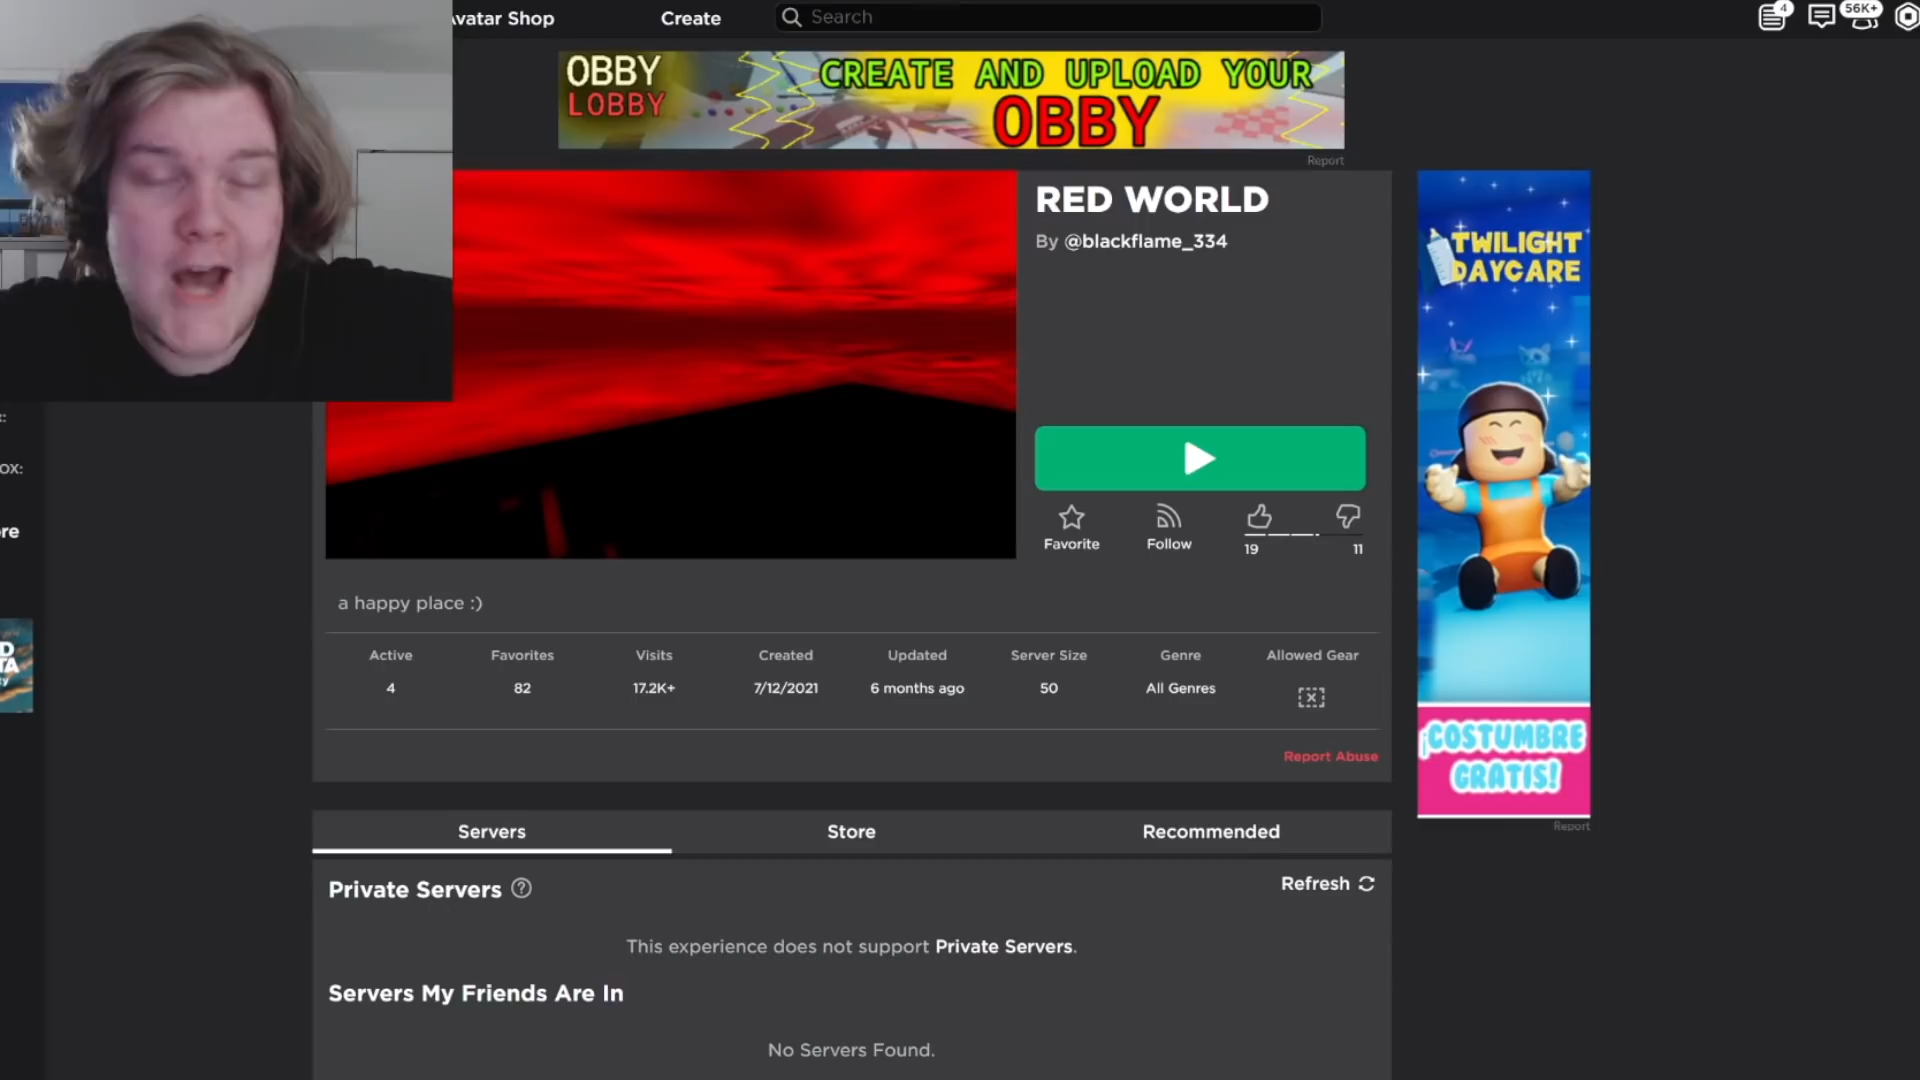 Avatar Shop
Create
Search
4
56K+
OBBY
LOBBY
CREATE AND UPLOAD YOUR
OBBY
Report
RED WORLD
By @blackflame_334
TWILIGHT
DAYCARE
Favorite
Follow
19
11
a happy place :)
Active
Favorites
Visits
Created
Updated
Server Size
Genre
Allowed Gear
4
82
17.2K+
7/12/2021
6 months ago
50
All Genres
Report Abuse
¡COSTUMBRE
GRATIS!
Report
Servers
Store
Recommended
Private Servers
Refresh
This experience does not support Private Servers.
Servers My Friends Are In
No Servers Found.